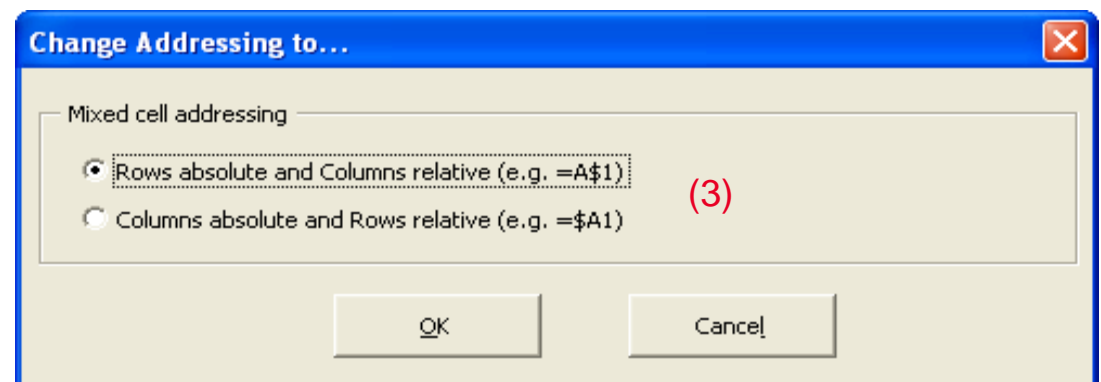 Change Addressing to...
Mixed cell addressing
Rows absolute and Columns relative (e.g. =A$1)
(3)
Columns absolute and Rows relative (e.g. =$A1)
OK
Cancel